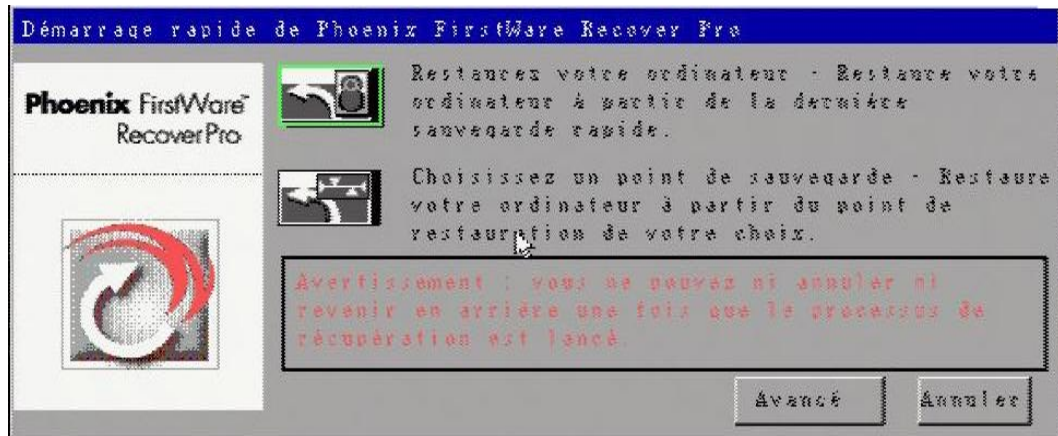 Démarrage rapide de Phoenix FirstWare Recover Pro
Phoenix FirstWare™
RecoverPro
Restaurez votre ordinateur - Restaure votre
ordinateur à partir de la dernière
sauvegarde rapide.
Choisissez un point de sauvegarde - Restaure
votre ordinateur à partir du point de
restauration de votre choix.
Avertissement : vous ne pouvez ni annuler ni
revenir en arrière une fois que le processus de
récupération est lancé.
Avancé
Annuler